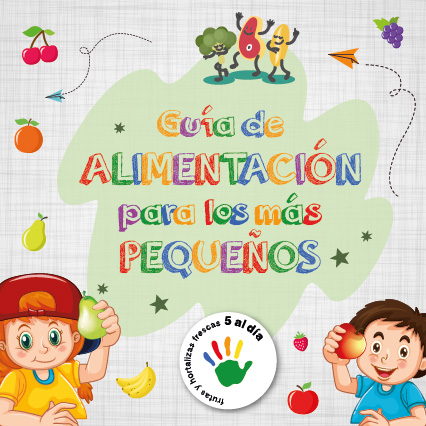 Guía de
ALIMENTACIÓN
para los más
PEQUEÑOS
frutas y hortalizas frescas 5 al día